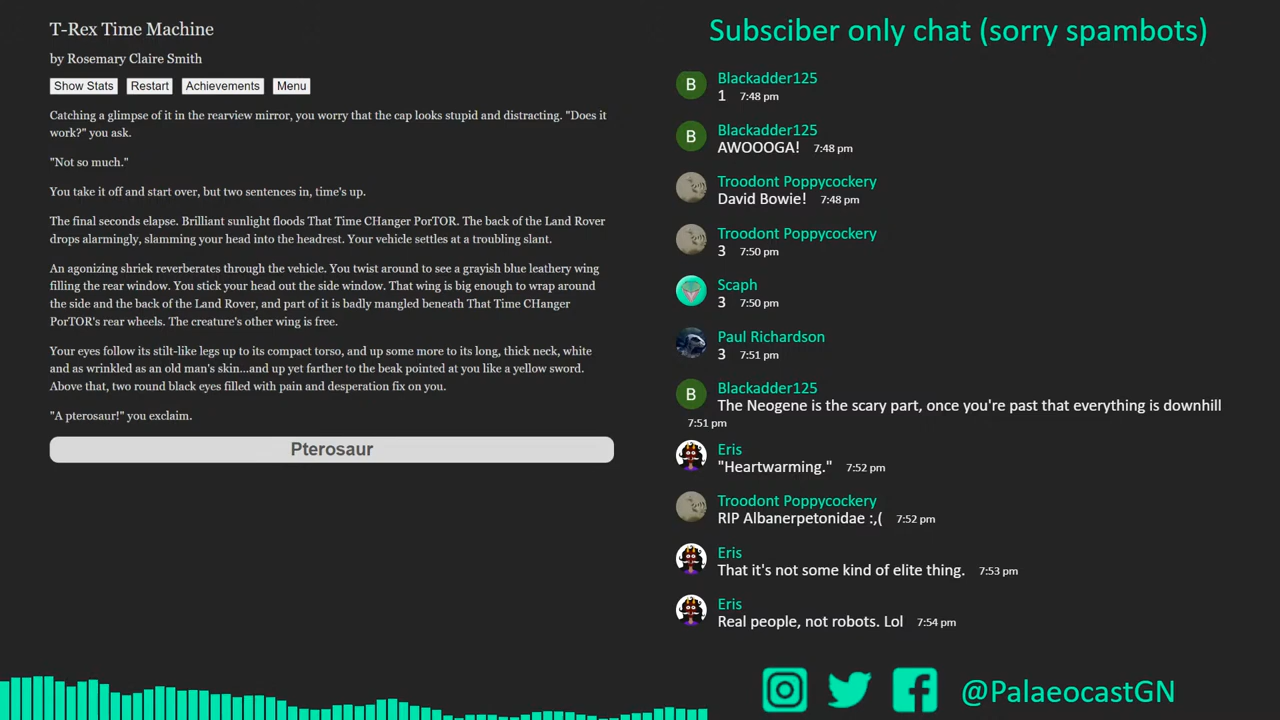 T-Rex Time Machine
by Rosemary Claire Smith
Show Stats Restart Achievements Menu
Catching a glimpse of it in the rearview mirror, you worry that the cap looks stupid and distracting. "Does it
work?" you ask.
"Not so much."
You take it off and start over, but two sentences in, time's up.
The final seconds elapse. Brilliant sunlight floods That Time CHanger PorTOR. The back of the Land Rover
drops alarmingly, slamming your head into the headrest. Your vehicle settles at a troubling slant.
An agonizing shriek reverberates through the vehicle. You twist around to see a grayish blue leathery wing
filling the rear window. You stick your head out the side window. That wing is big enough to wrap around
the side and the back of the Land Rover, and part of it is badly mangled beneath That Time CHanger
PorTOR's rear wheels. The creature's other wing is free.
Your eyes follow its stilt-like legs up to its compact torso, and up some more to its long, thick neck, white
and as wrinkled as an old man's skin...and up yet farther to the beak pointed at you like a yellow sword.
Above that, two round black eyes filled with pain and desperation fix on you.
"A pterosaur!" you exclaim.
Pterosaur
Subsciber only chat (sorry spambots)
B Blackadder125
1 7:48 pm
B Blackadder125
AWOOOGA! 7:48 pm
Troodont Poppycockery
David Bowie! 7:48 pm
Troodont Poppycockery
3 7:50 pm
Scaph
3 7:50 pm
Paul Richardson
3 7:51 pm
B Blackadder125
The Neogene is the scary part, once you're past that everything is downhill
7:51 pm
Eris
"Heartwarming." 7:52 pm
Troodont Poppycockery
RIP Albanerpetonidae :,( 7:52 pm
Eris
That it's not some kind of elite thing. 7:53 pm
Eris
Real people, not robots. Lol 7:54 pm
@PalaeocastGN